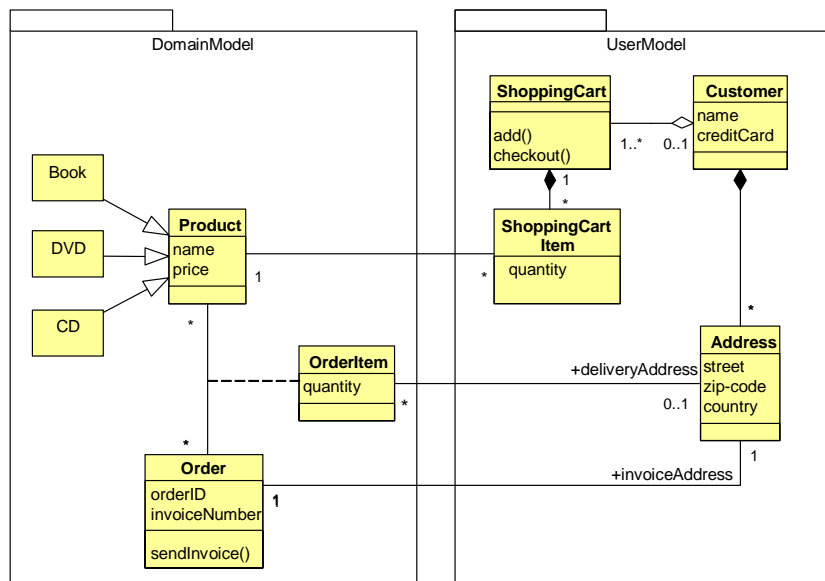 DomainModel
UserModel
ShoppingCart
add()
checkout()
Customer
name
creditCard
1..*
0..1
1
*
Book
DVD
CD
Product
name
price
1
*
ShoppingCart
Item
quantity
*
*
OrderItem
quantity
*
+deliveryAddress
0..1
Address
street
zip-code
country
*
Order
orderID
invoiceNumber
sendInvoice()
1
+invoiceAddress
1